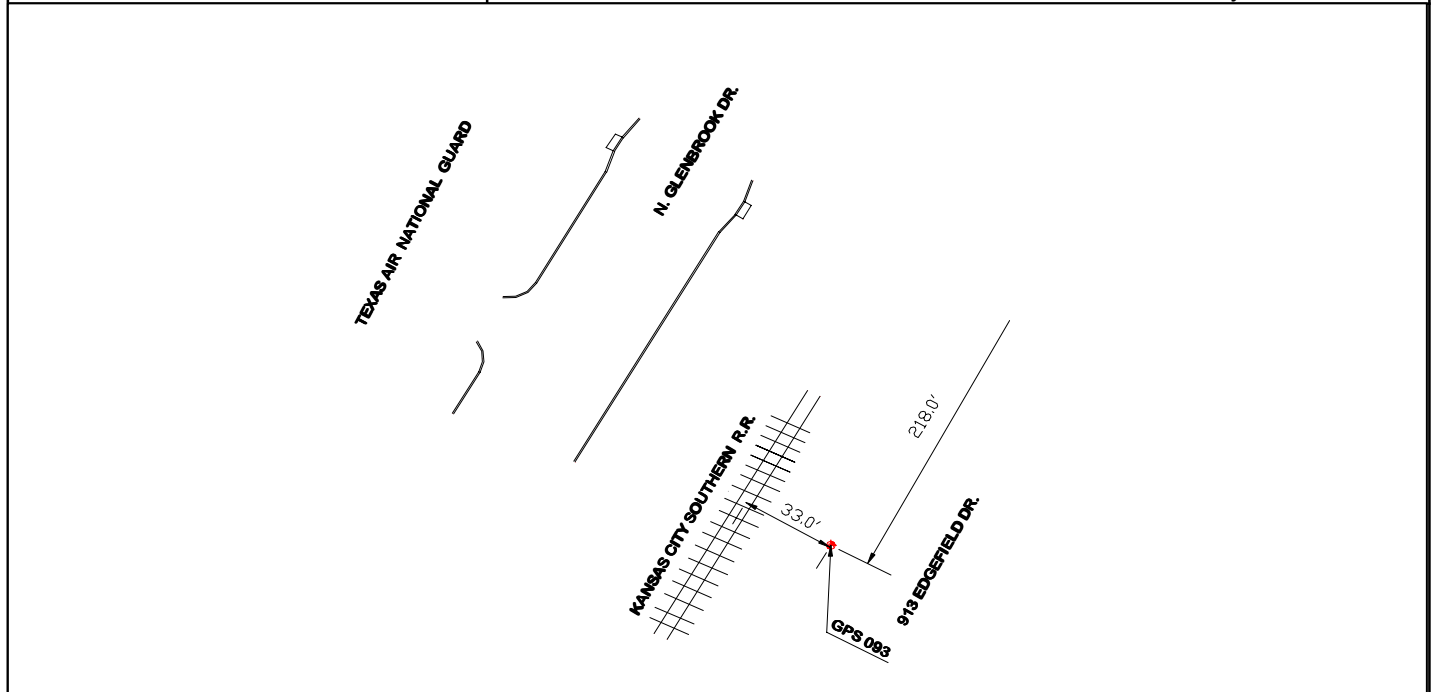 TEXAS AIR NATIONAL GUARD
N. GLENBROOK DR.
218.0'
KANSAS CITY SOUTHERN R.R.
33.0'
913 EDGEFIELD DR.
GPS 093